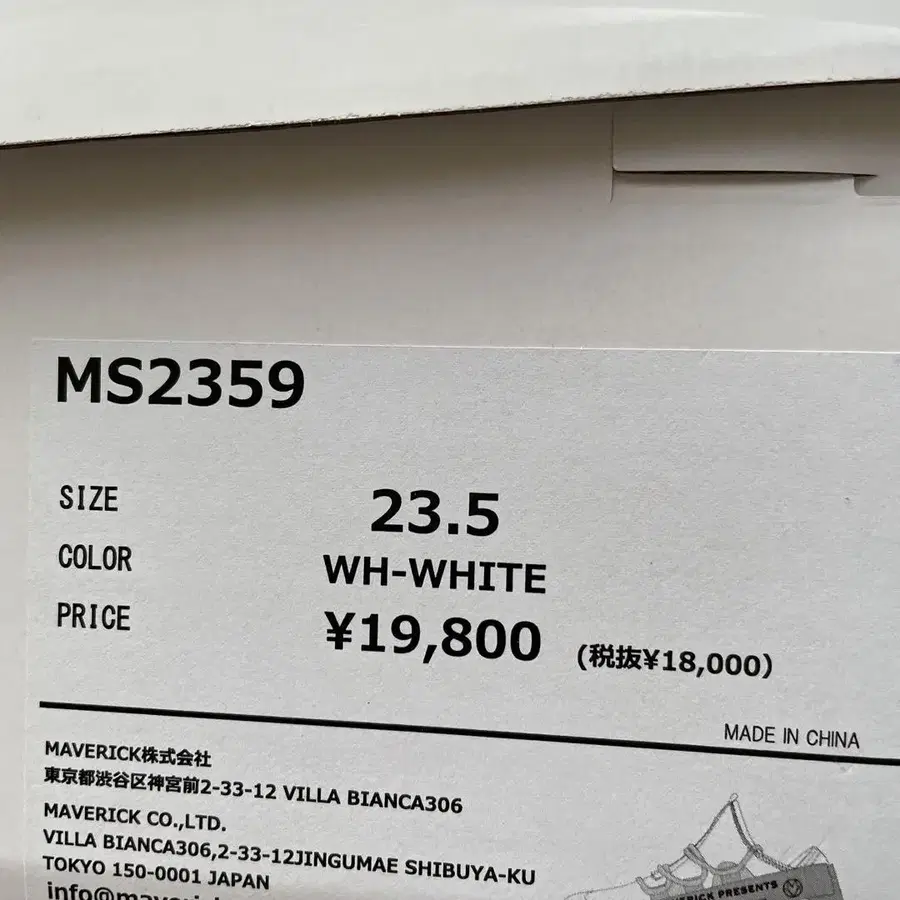 MS2359
SIZE 23.5
COLOR WH-WHITE
PRICE ¥19,800 (税抜¥18,000)
MADE IN CHINA
MAVERICK株式会社
東京都渋谷区神宮前2-33-12 VILLA BIANCA306
MAVERICK CO.,LTD.
VILLA BIANCA306,2-33-12JINGUMAE SHIBUYA-KU
TOKYO 150-0001 JAPAN
PRESENTS